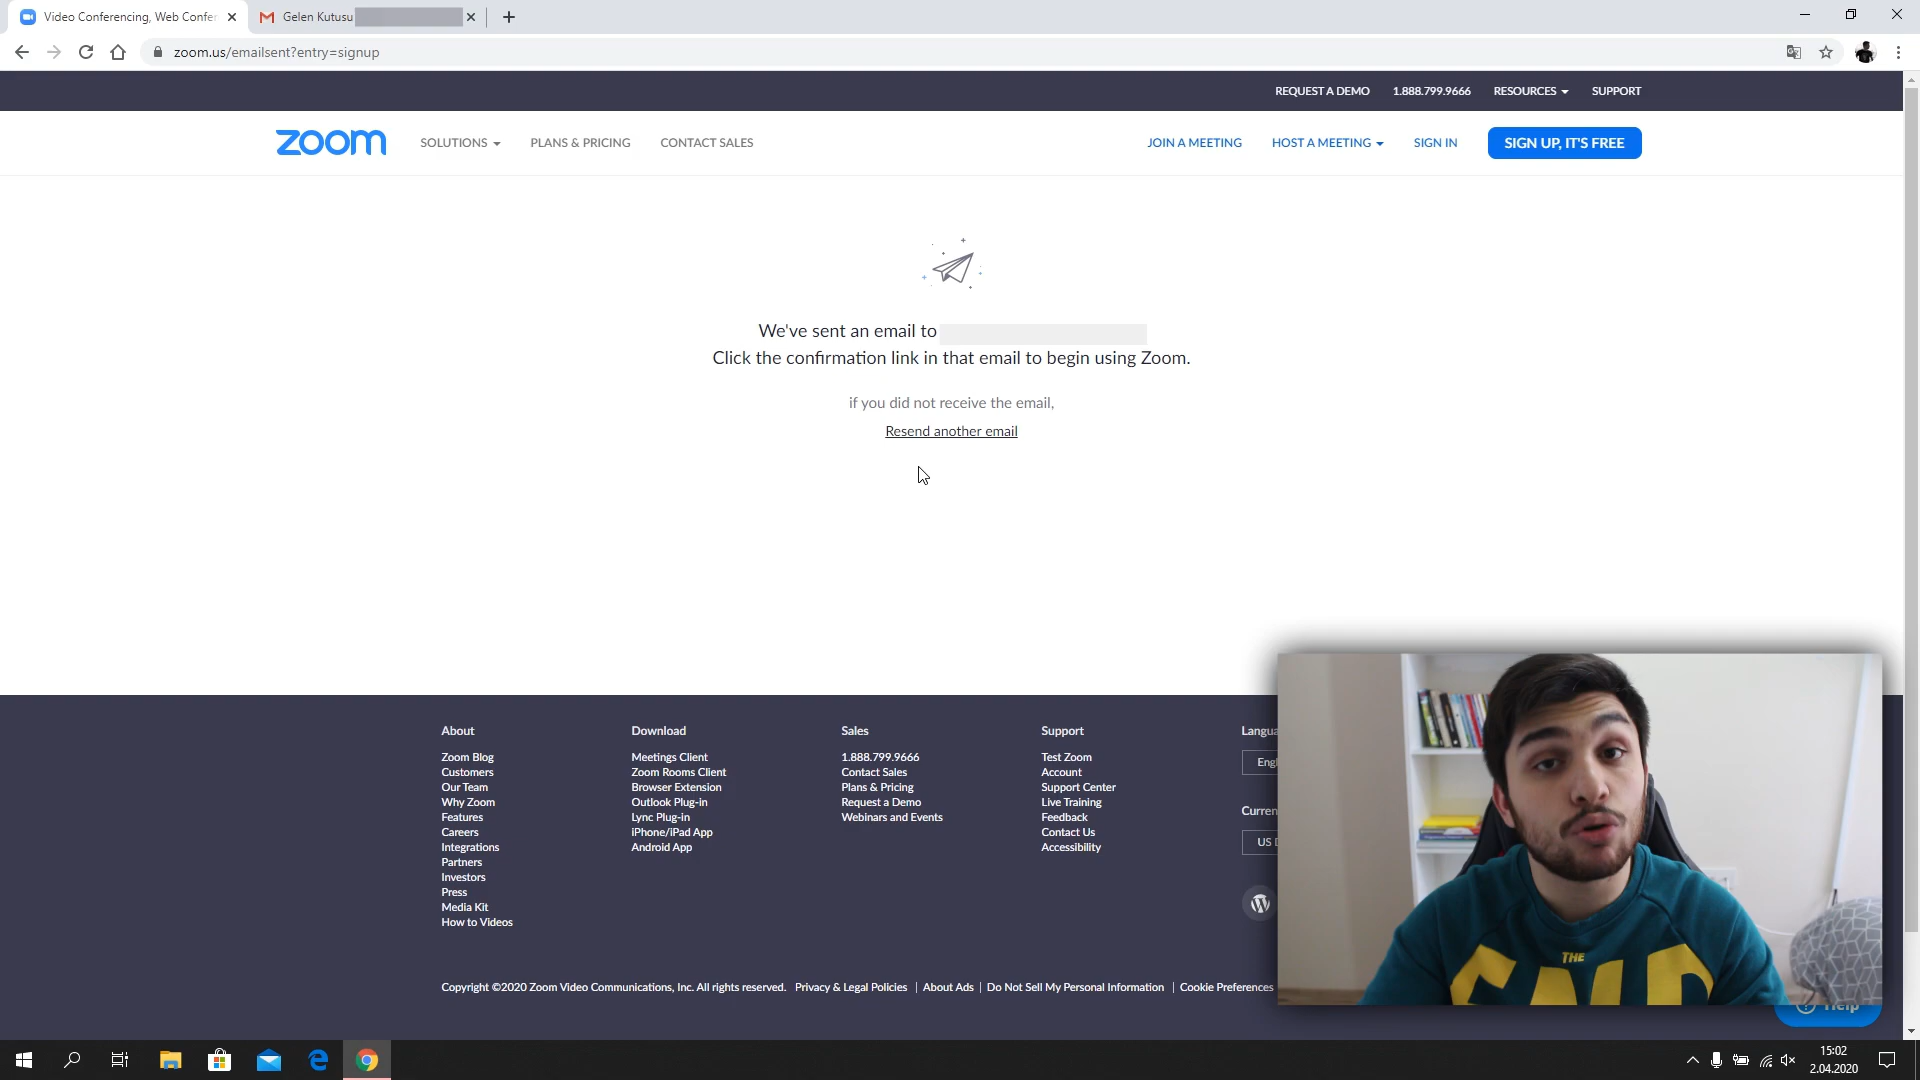 Video Conferencing, Web Confer
Gelen Kutusu
zoom.us/emailsent?entry=signup
REQUEST A DEMO
1.888.799.9666
RESOURCES
SUPPORT
zoom
SOLUTIONS
PLANS & PRICING
CONTACT SALES
JOIN A MEETING
HOST A MEETING
SIGN IN
SIGN UP, IT'S FREE
We've sent an email to
Click the confirmation link in that email to begin using Zoom.
if you did not receive the email,
Resend another email
About
Zoom Blog
Customers
Our Team
Why Zoom
Features
Careers
Integrations
Partners
Investors
Press
Media Kit
How to Videos
Download
Meetings Client
Zoom Rooms Client
Browser Extension
Outlook Plug-in
Lync Plug-in
iPhone/iPad App
Android App
Sales
1.888.799.9666
Contact Sales
Plans & Pricing
Request a Demo
Webinars and Events
Support
Test Zoom
Account
Support Center
Live Training
Feedback
Contact Us
Accessibility
Langua
Engl
Curren
US D
Copyright ©2020 Zoom Video Communications, Inc. All rights reserved. Privacy & Legal Policies | About Ads | Do Not Sell My Personal Information | Cookie Preferences
THE
Help
15:02
2.04.2020